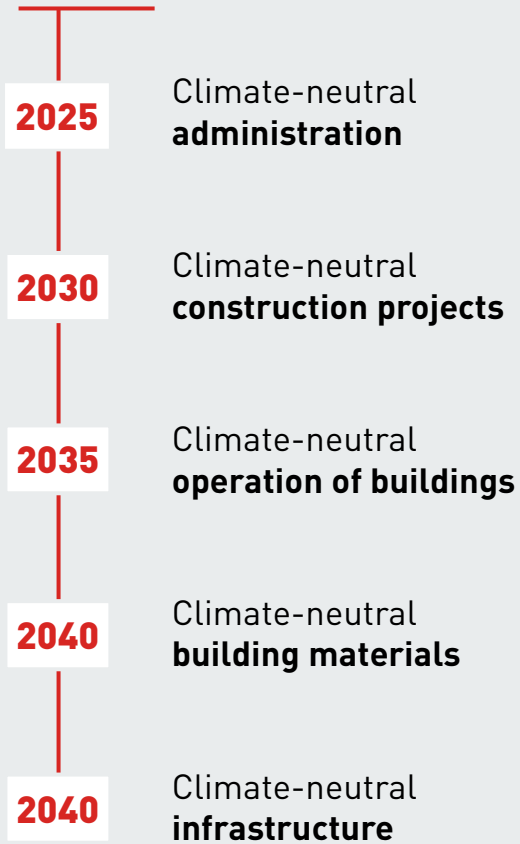 2025
Climate-neutral
administration
2030
Climate-neutral
construction projects
2035
Climate-neutral
operation of buildings
2040
Climate-neutral
building materials
2040
Climate-neutral
infrastructure